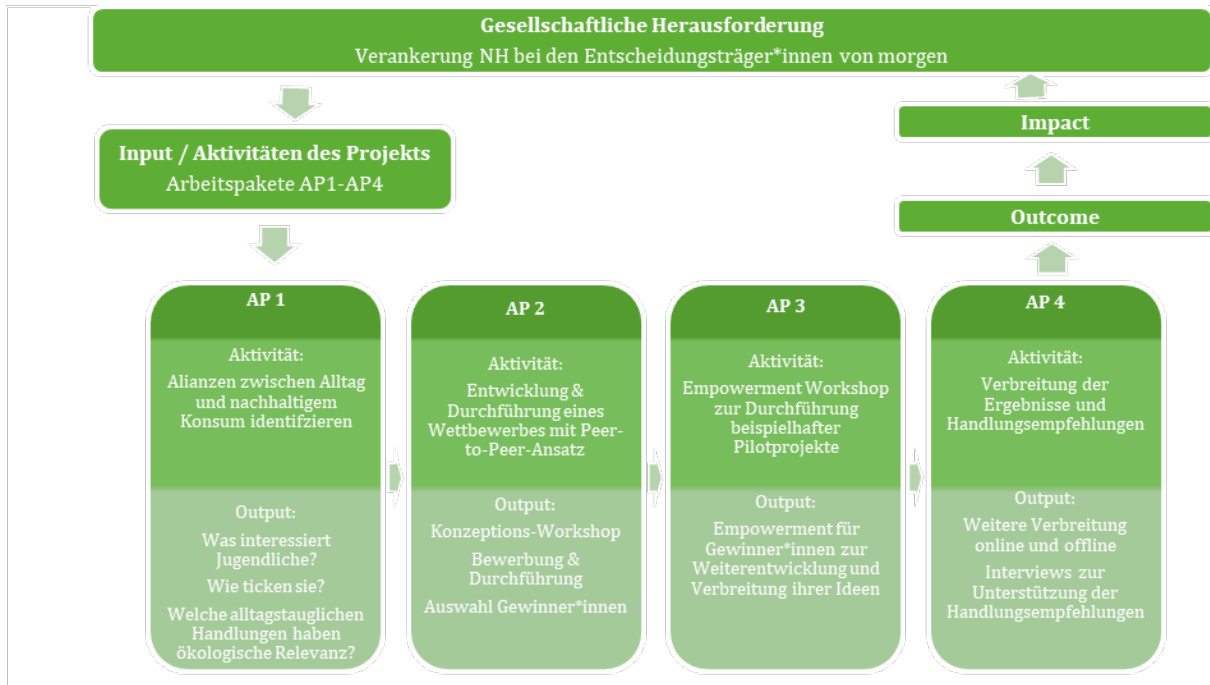 Gesellschaftliche Herausforderung
Verankerung NH bei den Entscheidungsträger*innen von morgen
Input / Aktivitäten des Projekts
Arbeitspakete AP1-AP4
Impact
Outcome
AP 1
Aktivität:
Alianzen zwischen Alltag
und nachhaltigem
Konsum identifzieren
Output:
Was interessiert
Jugendliche?
Wie ticken sie?
Welche alltagstauglichen
Handlungen haben
ökologische Relevanz?
AP 2
Aktivität:
Entwicklung &
Durchführung eines
Wettbewerbes mit Peer-
to-Peer-Ansatz
Output:
Konzeptions-Workshop
Bewerbung &
Durchführung
Auswahl Gewinner*innen
AP 3
Aktivität:
Empowerment Workshop
zur Durchführung
beispielhafter
Pilotprojekte
Output:
Empowerment für
Gewinner*innen zur
Weiterentwicklung und
Verbreitung ihrer Ideen
AP 4
Aktivität:
Verbreitung der
Ergebnisse und
Handlungsempfehlungen
Output:
Weitere Verbreitung
online und offline
Interviews zur
Unterstützung der
Handlungsempfehlungen